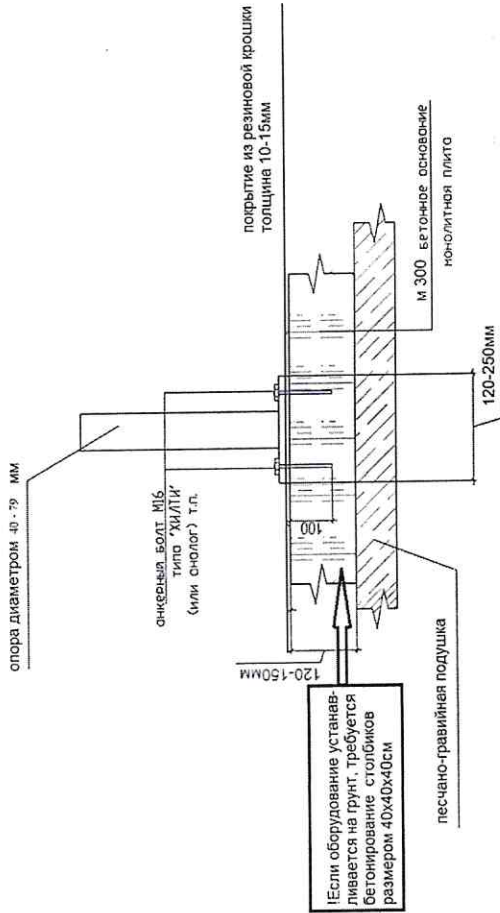 опора диаметром 40 - 79 мм
анкерный болт М16
типа "ХИЛТИ"
(или аналог) т.п.
покрытие из резиновой крошки
толщина 10-15мм
100
120-150мм
М 300 бетонное основание
монолитная плита
120-250мм
!Если оборудование устанав-
ливается на грунт, требуется
бетонирование столбиков
размером 40х40х40см
песчано-гравийная подушка